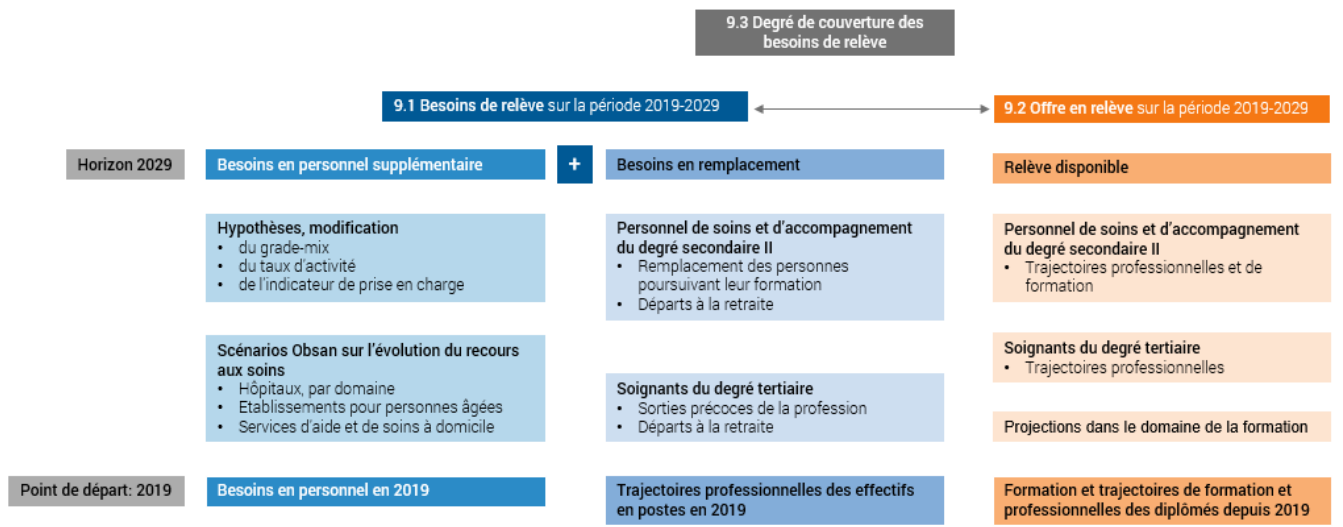 9.3 Degré de couverture des
besoins de relève
9.1 Besoins de relève sur la période 2019-2029
9.2 Offre en relève sur la période 2019-2029
Horizon 2029
Besoins en personnel supplémentaire
+
Besoins en remplacement
Relève disponible
Hypothèses, modification
• du grade-mix
• du taux d'activité
• de l'indicateur de prise en charge
Personnel de soins et d'accompagnement
du degré secondaire II
• Remplacement des personnes
poursuivant leur formation
• Départs à la retraite
Personnel de soins et d'accompagnement
du degré secondaire II
• Trajectoires professionnelles et de
formation
Scénarios Obsan sur l'évolution du recours
aux soins
• Hôpitaux, par domaine
• Etablissements pour personnes âgées
• Services d'aide et de soins à domicile
Soignants du degré tertiaire
• Sorties précoces de la profession
• Départs à la retraite
Soignants du degré tertiaire
• Trajectoires professionnelles
Projections dans le domaine de la formation
Point de départ: 2019
Besoins en personnel en 2019
Trajectoires professionnelles des effectifs
en postes en 2019
Formation et trajectoires de formation et
professionnelles des diplômés depuis 2019